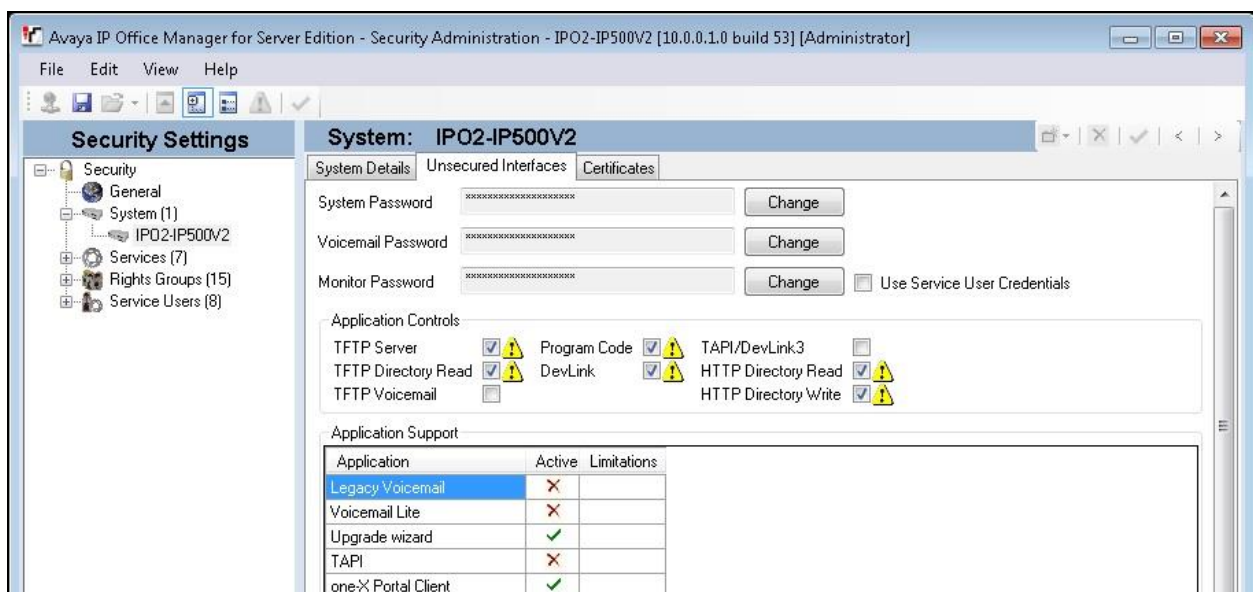 Avaya IP Office Manager for Server Edition - Security Administration - IPO2-IP500V2 [10.0.0.1.0 build 53] [Administrator]
File Edit View Help
Security Settings
Security
General
System (1)
IPO2-IP500V2
Services (7)
Rights Groups (15)
Service Users (8)
System: IPO2-IP500V2
System Details Unsecured Interfaces Certificates
System Password ******************** Change
Voicemail Password ******************** Change
Monitor Password ******************** Change Use Service User Credentials
Application Controls
TFTP Server Program Code TAPI/DevLink3
TFTP Directory Read DevLink HTTP Directory Read
TFTP Voicemail HTTP Directory Write
Application Support
Application Active Limitations
Legacy Voicemail
Voicemail Lite
Upgrade wizard
TAPI
one-X Portal Client